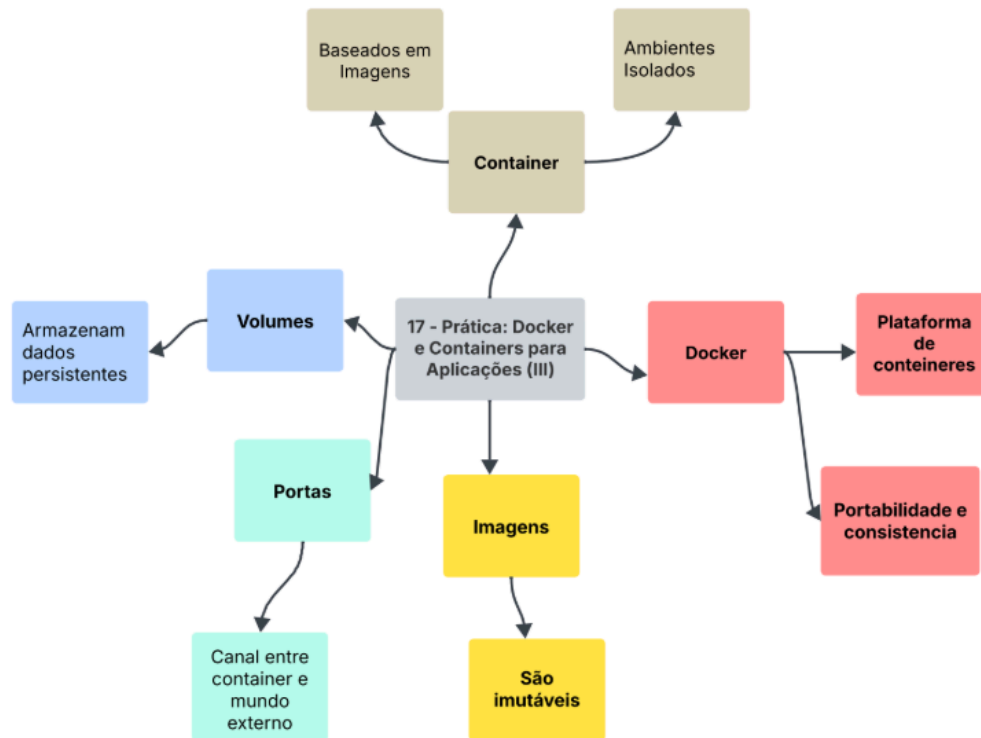 Baseados em
Imagens
Ambientes
Isolados
Container
Volumes
Armazenam
dados
persistentes
17 - Prática: Docker
e Containers para
Aplicações (III)
Docker
Plataforma
de
conteineres
Portas
Imagens
Portabilidade e
consistencia
Canal entre
container e
mundo
externo
São
imutáveis